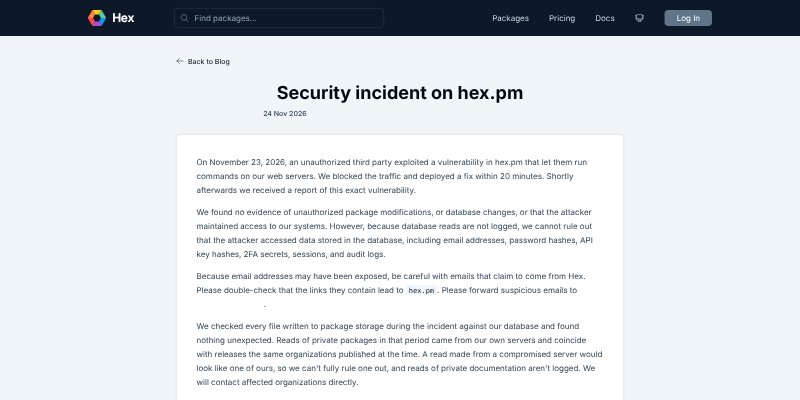 Hex
Find packages...
Packages
Pricing
Docs
Log In
Back to Blog
Security incident on hex.pm
24 Nov 2026
On November 23, 2026, an unauthorized third party exploited a vulnerability in hex.pm that let them run
commands on our web servers. We blocked the traffic and deployed a fix within 20 minutes. Shortly
afterwards we received a report of this exact vulnerability.
We found no evidence of unauthorized package modifications, or database changes, or that the attacker
maintained access to our systems. However, because database reads are not logged, we cannot rule out
that the attacker accessed data stored in the database, including email addresses, password hashes, API
key hashes, 2FA secrets, sessions, and audit logs.
Because email addresses may have been exposed, be careful with emails that claim to come from Hex.
Please double-check that the links they contain lead to hex.pm. Please forward suspicious emails to
.
We checked every file written to package storage during the incident against our database and found
nothing unexpected. Reads of private packages in that period came from our own servers and coincide
with releases the same organizations published at the time. A read made from a compromised server would
look like one of ours, so we can't fully rule one out, and reads of private documentation aren't logged. We
will contact affected organizations directly.